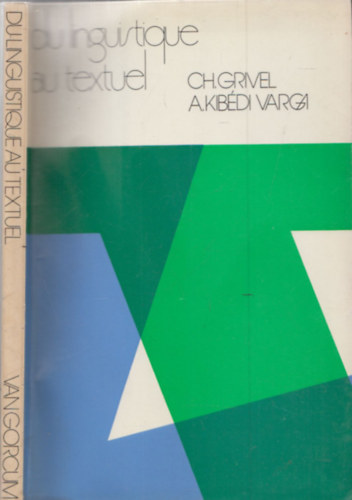 du linguistique
au textuel
CH. GRIVEL
A. KIBÉDI VARGA
DU LINGUISTIQUE AU TEXTUEL
VAN GORCUM